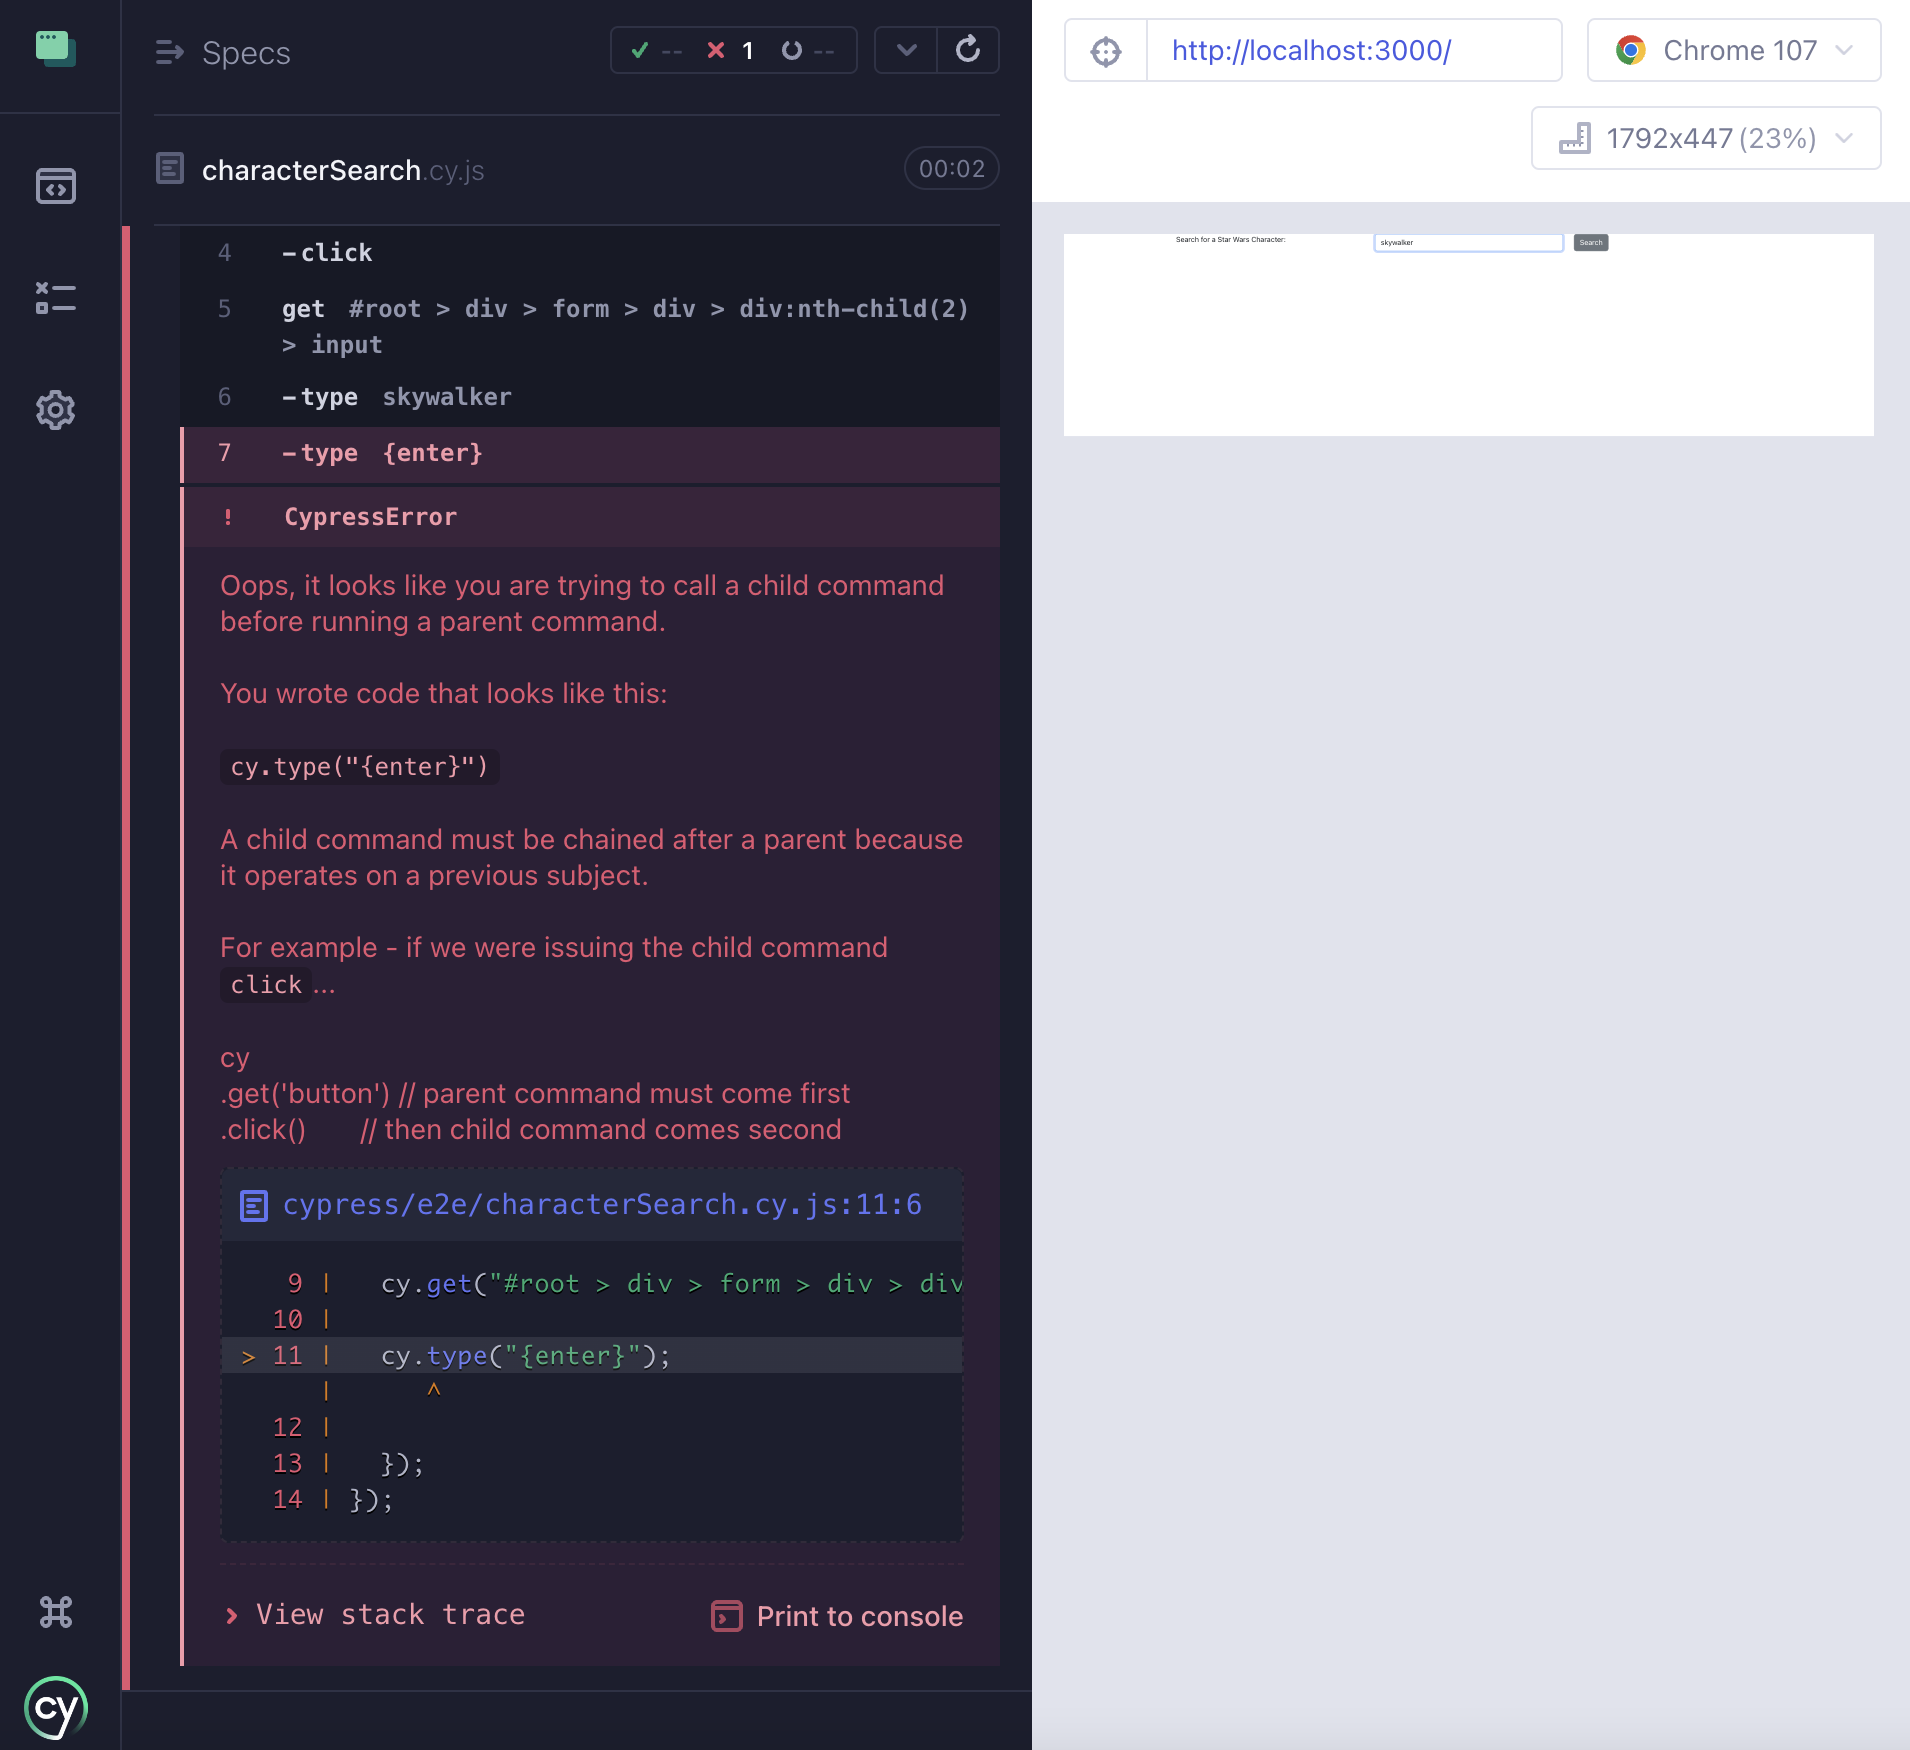 Specs
-- 1 --
characterSearch.cy.js 00:02
4 -click
5 get #root > div > form > div > div:nth-child(2)
> input
6 -type skywalker
7 -type {enter}
! CypressError
Oops, it looks like you are trying to call a child command
before running a parent command.
You wrote code that looks like this:
cy.type("{enter}")
A child command must be chained after a parent because
it operates on a previous subject.
For example - if we were issuing the child command
click...
cy
.get('button') // parent command must come first
.click() // then child command comes second
cypress/e2e/characterSearch.cy.js:11:6
9 | cy.get("#root > div > form > div > div
10 |
> 11 | cy.type("{enter}");
| ^
12 |
13 | });
14 | });
View stack trace
Print to console
cy
http://localhost:3000/
Chrome 107
1792x447 (23%)
Search for a Star Wars Character:
skywalker
Search